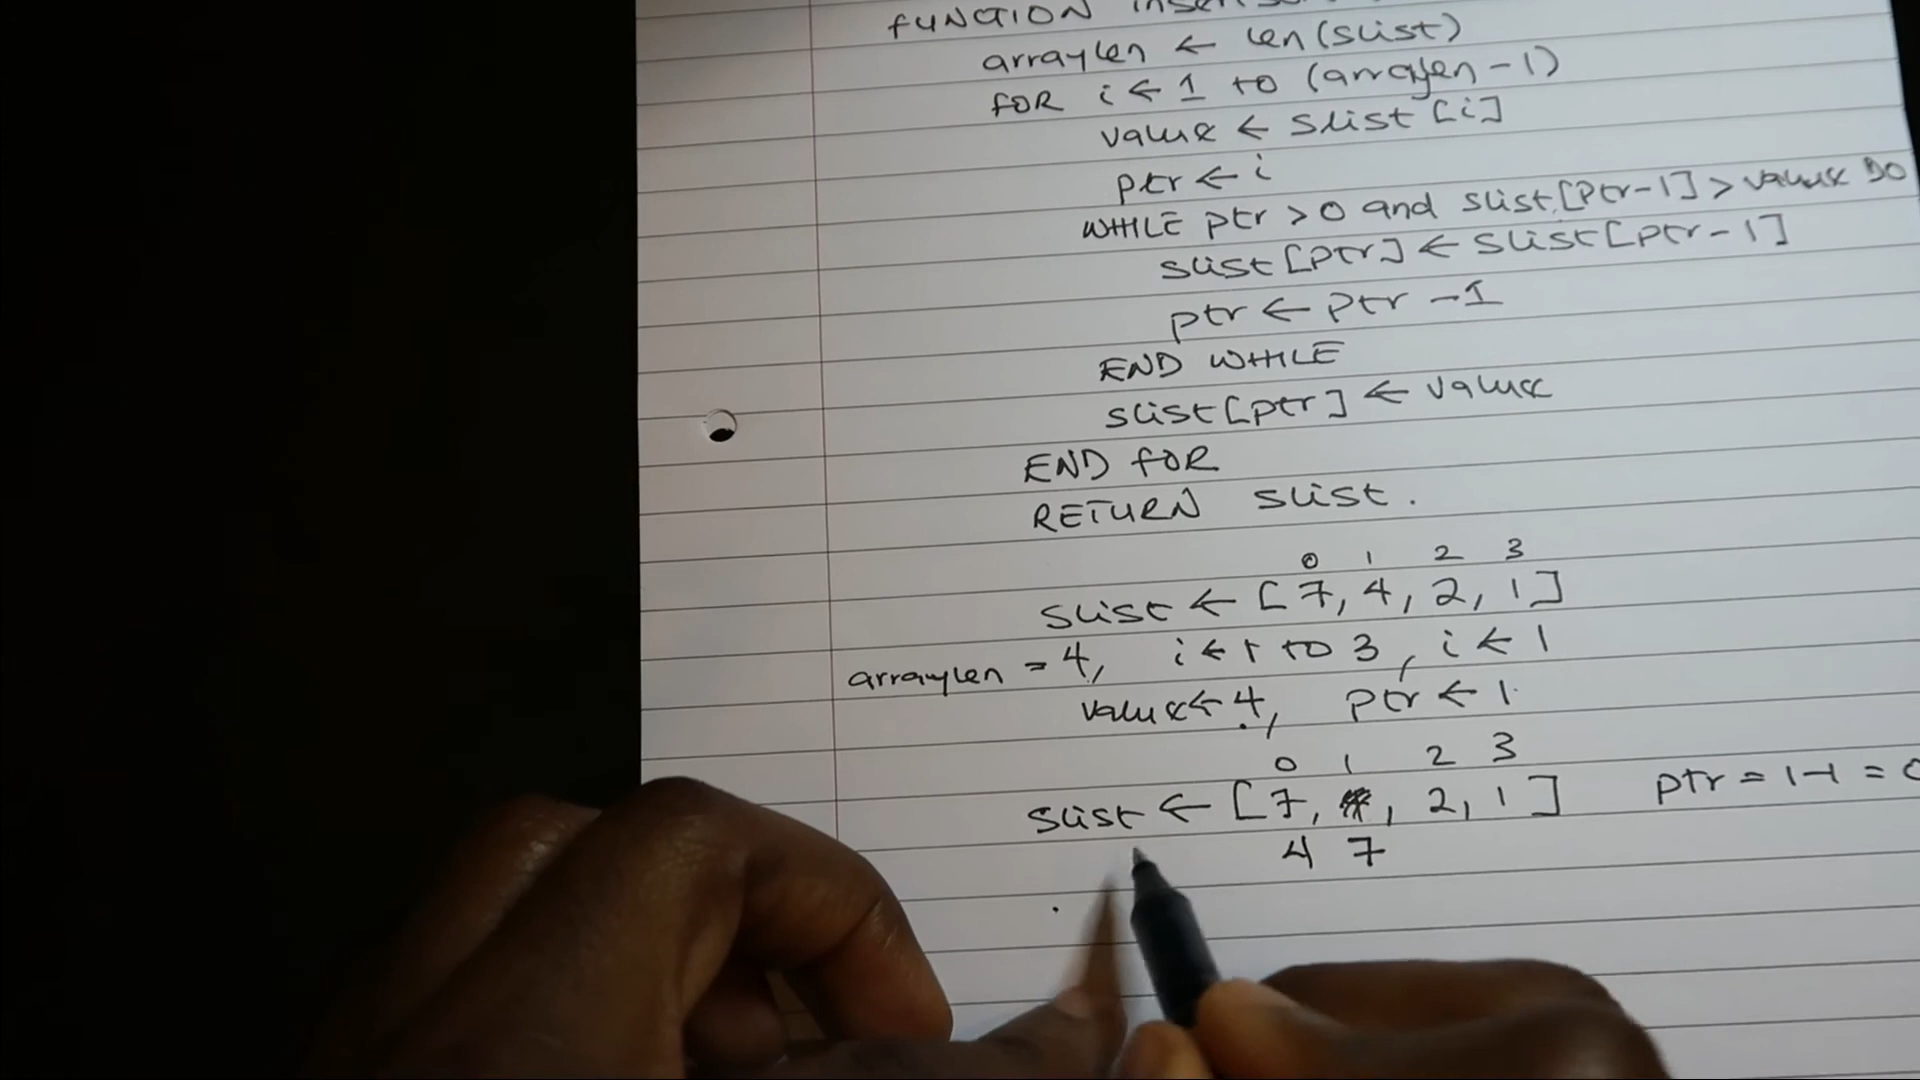 FUNCTION
arraylen ← len(slist)
FOR i ← 1 to (arraylen - 1)
value ← slist [i]
ptr ← i
WHILE ptr > 0 and slist[ptr-1] > value DO
slist[ptr] ← slist[ptr-1]
ptr ← ptr - 1
END WHILE
slist[ptr] ← value
END FOR
RETURN slist.
0 1 2 3
slist ← [7, 4, 2, 1]
arraylen = 4, i ← 1 to 3, i ← 1
value ← 4, ptr ← 1.
0 1 2 3
slist ← [7, , 2, 1] ptr = 1-1 = 0
4 7